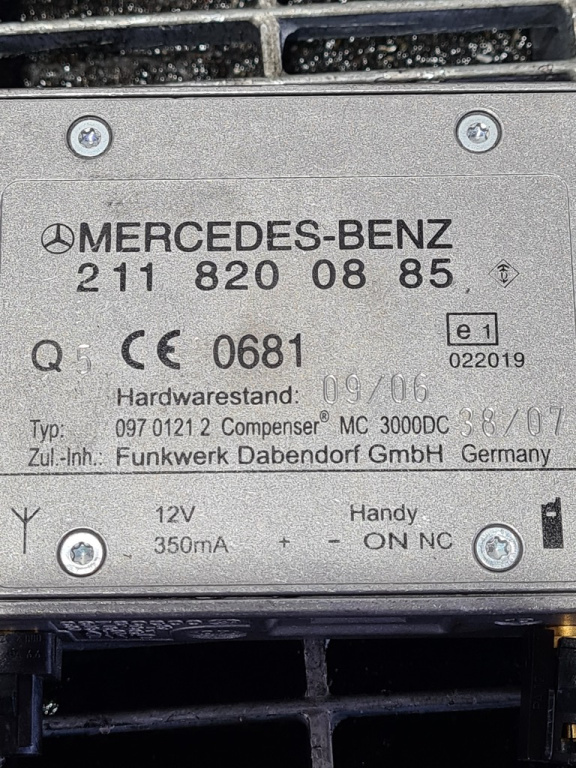 MERCEDES-BENZ
211 820 08 85
Q 5 CE 0681 e 1
022019
Hardwarestand: 09/06
Typ: 097 0121 2 Compenser® MC 3000DC 38/07
Zul.-Inh.: Funkwerk Dabendorf GmbH Germany
12V Handy
350mA + - ON NC